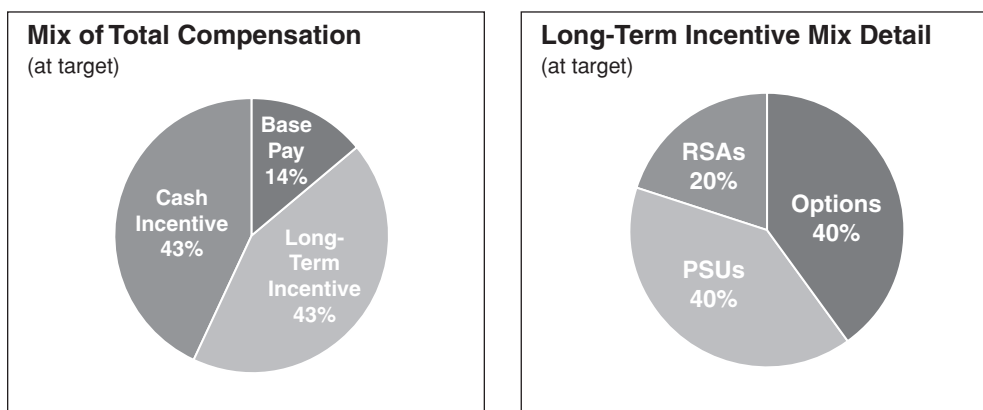 Mix of Total Compensation
(at target)
Base
Pay
14%
Cash
Incentive
43%
Long-
Term
Incentive
43%
Long-Term Incentive Mix Detail
(at target)
RSAs
20%
Options
40%
PSUs
40%